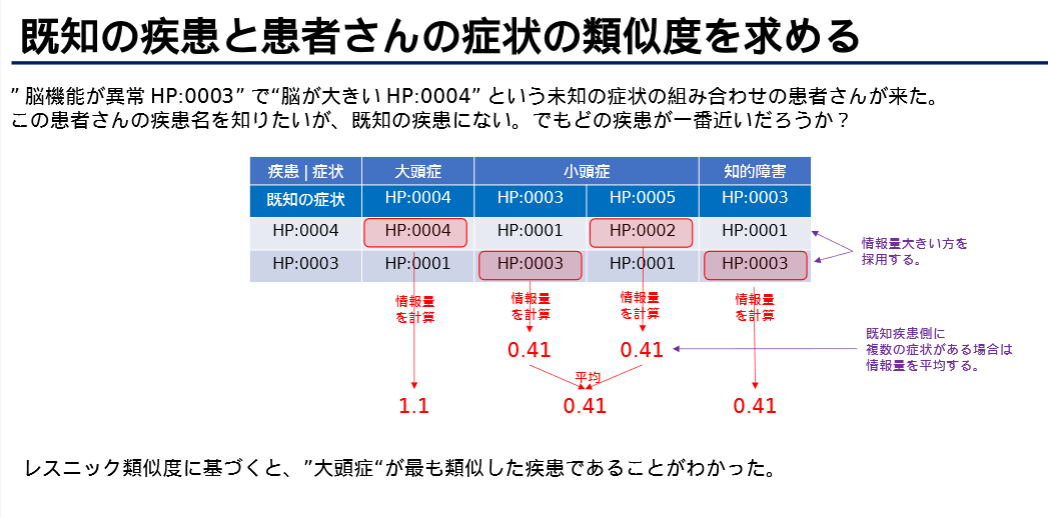 既知の疾患と患者さんの症状の類似度を求める
”脳機能が異常 HP:0003” で“脳が大きい HP:0004” という未知の症状の組み合わせの患者さんが来た。
この患者さんの疾患名を知りたいが、既知の疾患にない。でもどの疾患が一番近いだろうか？
疾患 | 症状 大頭症 小頭症 知的障害
既知の症状 HP:0004 HP:0003 HP:0005 HP:0003
HP:0004 HP:0004 HP:0001 HP:0002 HP:0001
HP:0003 HP:0001 HP:0003 HP:0001 HP:0003
情報量大きい方を
採用する。
情報量
を計算
情報量
を計算
情報量
を計算
情報量
を計算
0.41 0.41
既知疾患側に
複数の症状がある場合は
情報量を平均する。
平均
1.1 0.41 0.41
レスニック類似度に基づくと、”大頭症“が最も類似した疾患であることがわかった。